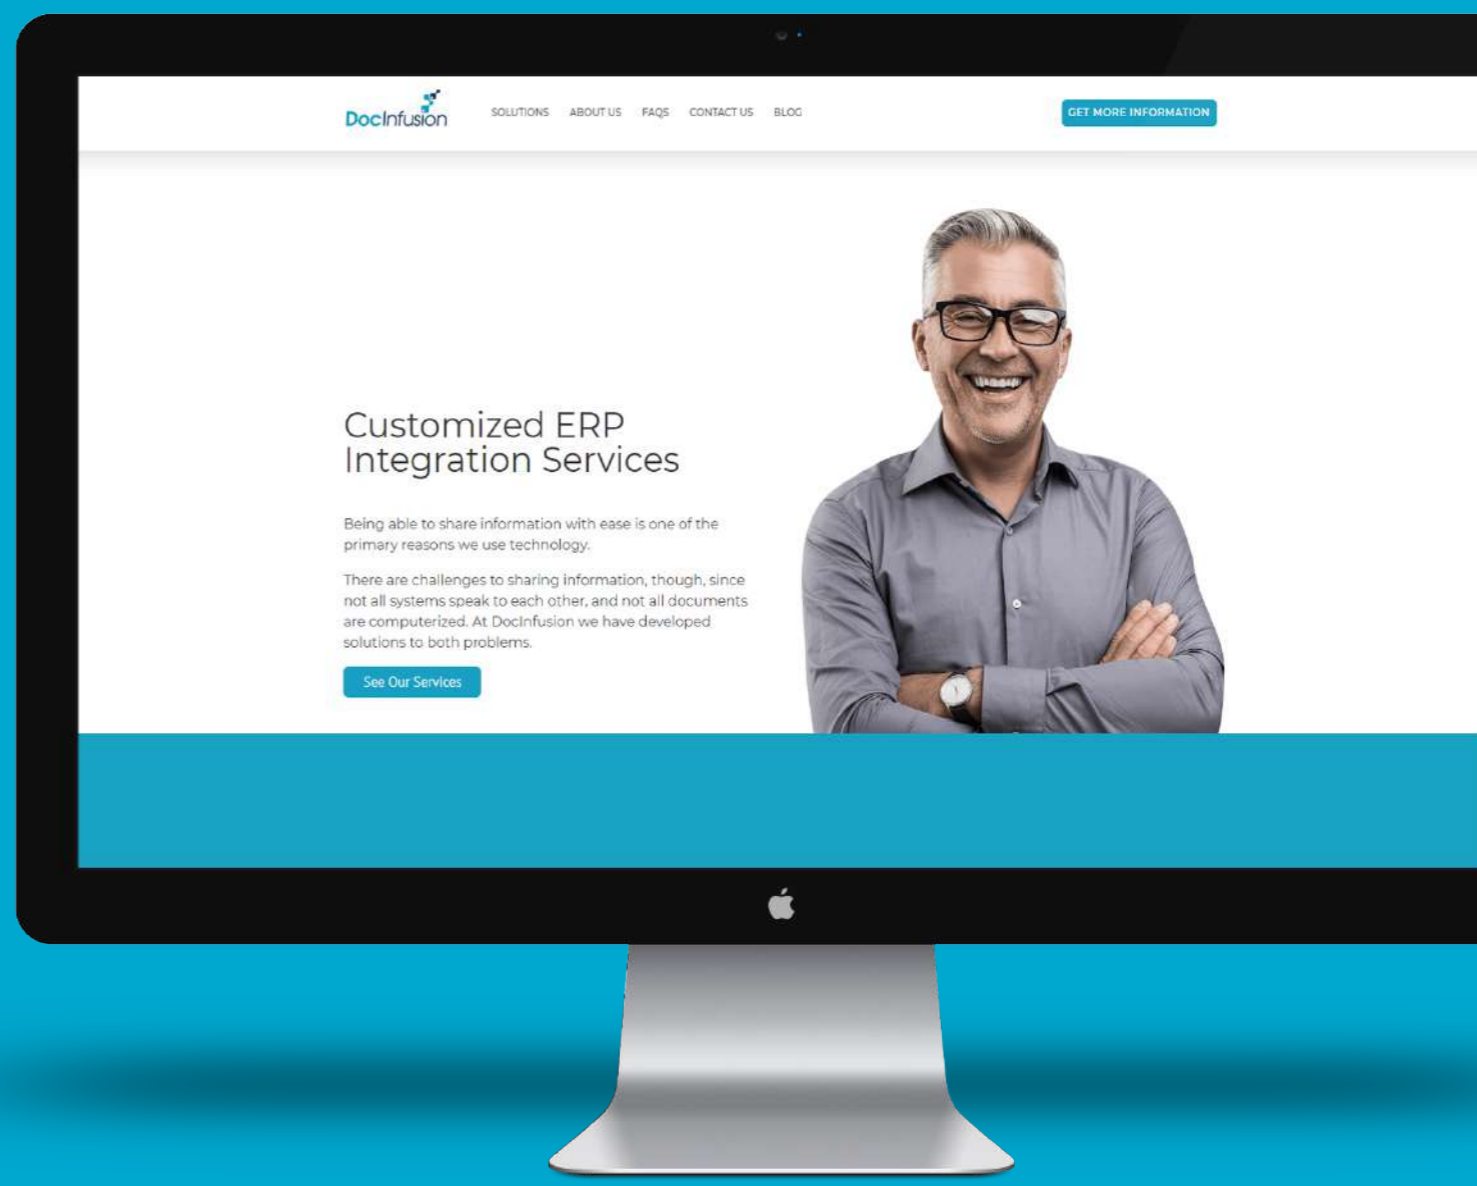 DocInfusion
SOLUTIONS ABOUT US FAQS CONTACT US BLOG
GET MORE INFORMATION
Customized ERP
Integration Services
Being able to share information with ease is one of the
primary reasons we use technology.
There are challenges to sharing information, though, since
not all systems speak to each other, and not all documents
are computerized. At DocInfusion we have developed
solutions to both problems.
See Our Services